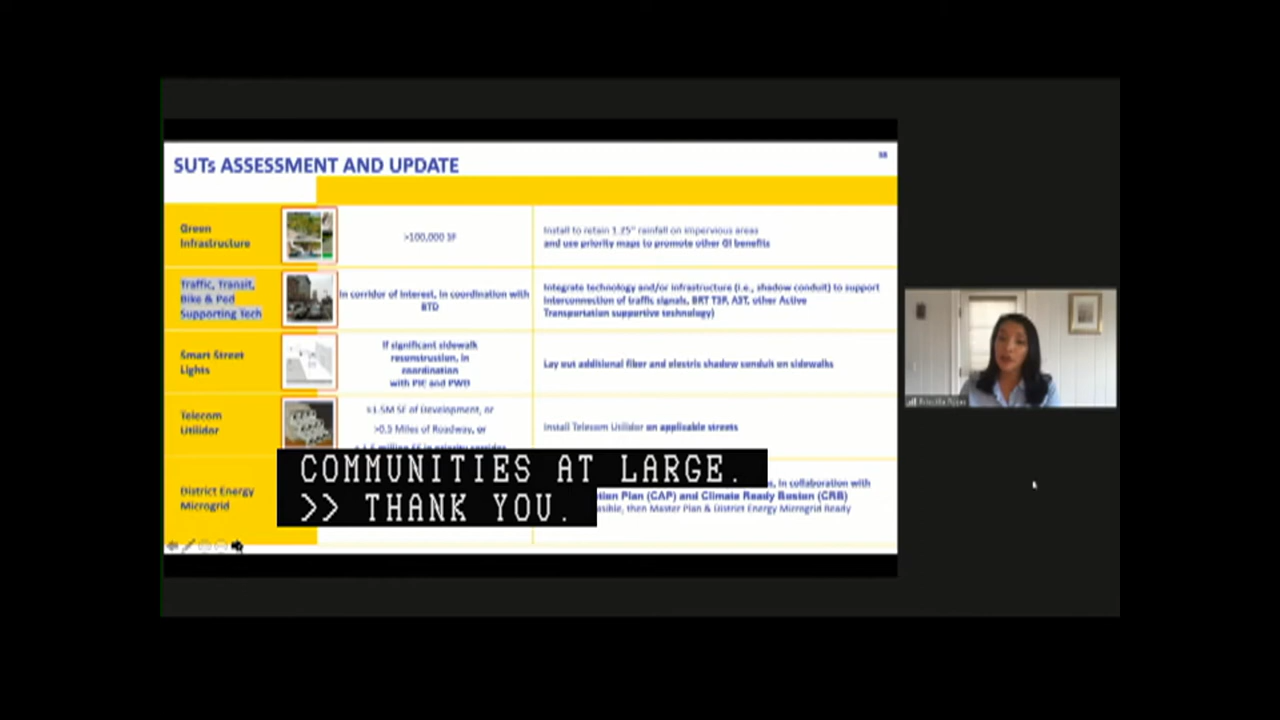 SUTs ASSESSMENT AND UPDATE
Green
Infrastructure
>100,000 SF
Install to retain 1.25" rainfall on impervious areas
and use priority maps to promote other GI benefits
Traffic, Transit,
Bike & Ped
Supporting Tech
In corridor of interest, in coordination with
BTD
Integrate technology and/or infrastructure (i.e., shadow conduit) to support
interconnection of traffic signals, BRT TSP, A3T, other Active
Transportation supportive technology)
Smart Street
Lights
If significant sidewalk
reconstruction, in
coordination
with PIC and PWD
Lay out additional fiber and electric shadow conduit on sidewalks
Telecom
Utilidor
>1.5M SF of Development, or
>0.5 Miles of Roadway, or
Install Telecom Utilidor on applicable streets
District Energy
Microgrid
in collaboration with
Plan (CAP) and Climate Ready Boston (CRB)
then Master Plan & District Energy Microgrid Ready
COMMUNITIES AT LARGE.
>> THANK YOU.